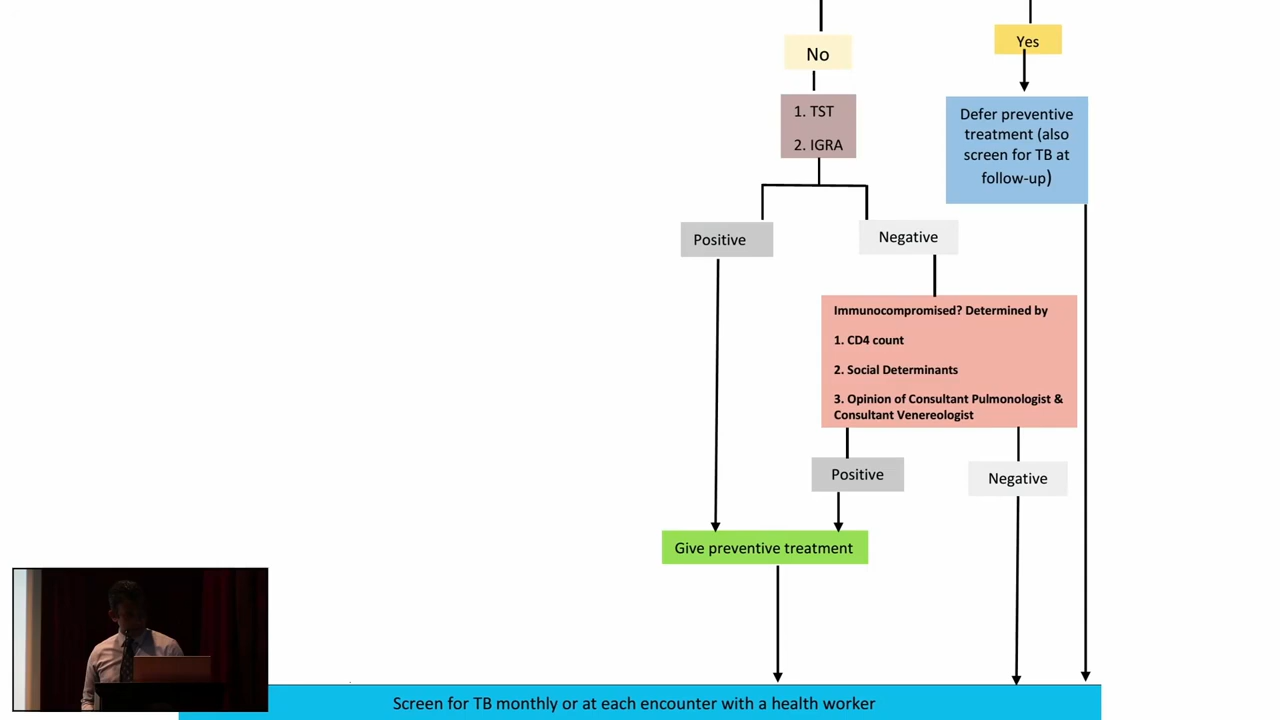 No
Yes
1. TST
2. IGRA
Defer preventive
treatment (also
screen for TB at
follow-up)
Positive
Negative
Immunocompromised? Determined by
1. CD4 count
2. Social Determinants
3. Opinion of Consultant Pulmonologist &
Consultant Venereologist
Positive
Negative
Give preventive treatment
Screen for TB monthly or at each encounter with a health worker